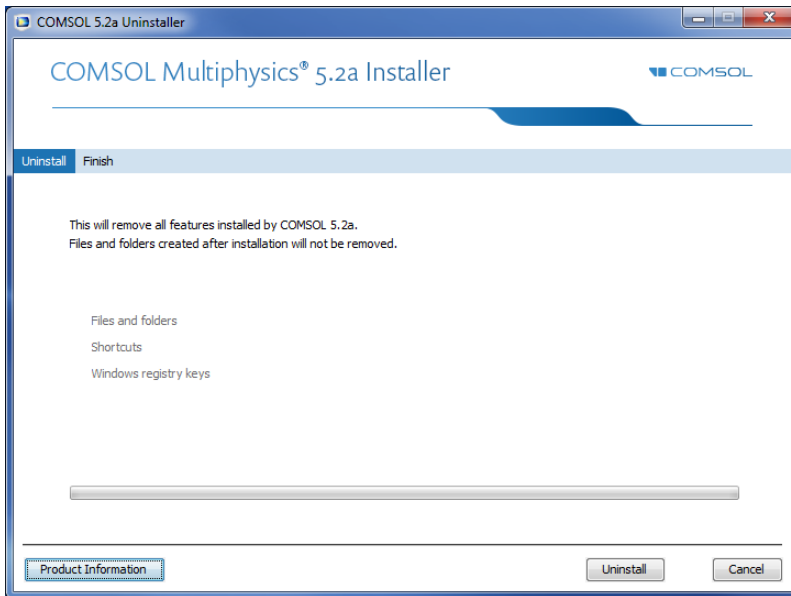 COMSOL 5.2a Uninstaller
COMSOL Multiphysics® 5.2a Installer
COMSOL
Uninstall Finish
This will remove all features installed by COMSOL 5.2a.
Files and folders created after installation will not be removed.
Files and folders
Shortcuts
Windows registry keys
Product Information Uninstall Cancel